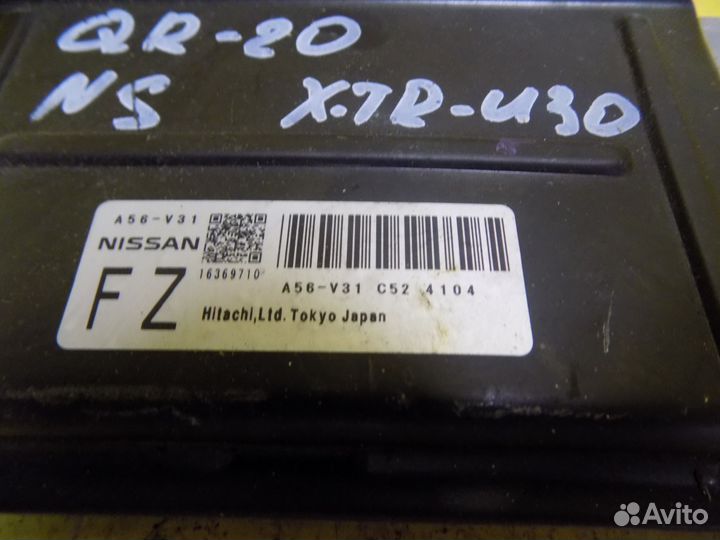 QR-20
NS X.TR-U30
A56-V31
NISSAN
16369710
FZ
A56-V31 C52 4104
Hitachi,Ltd. Tokyo Japan
Avito